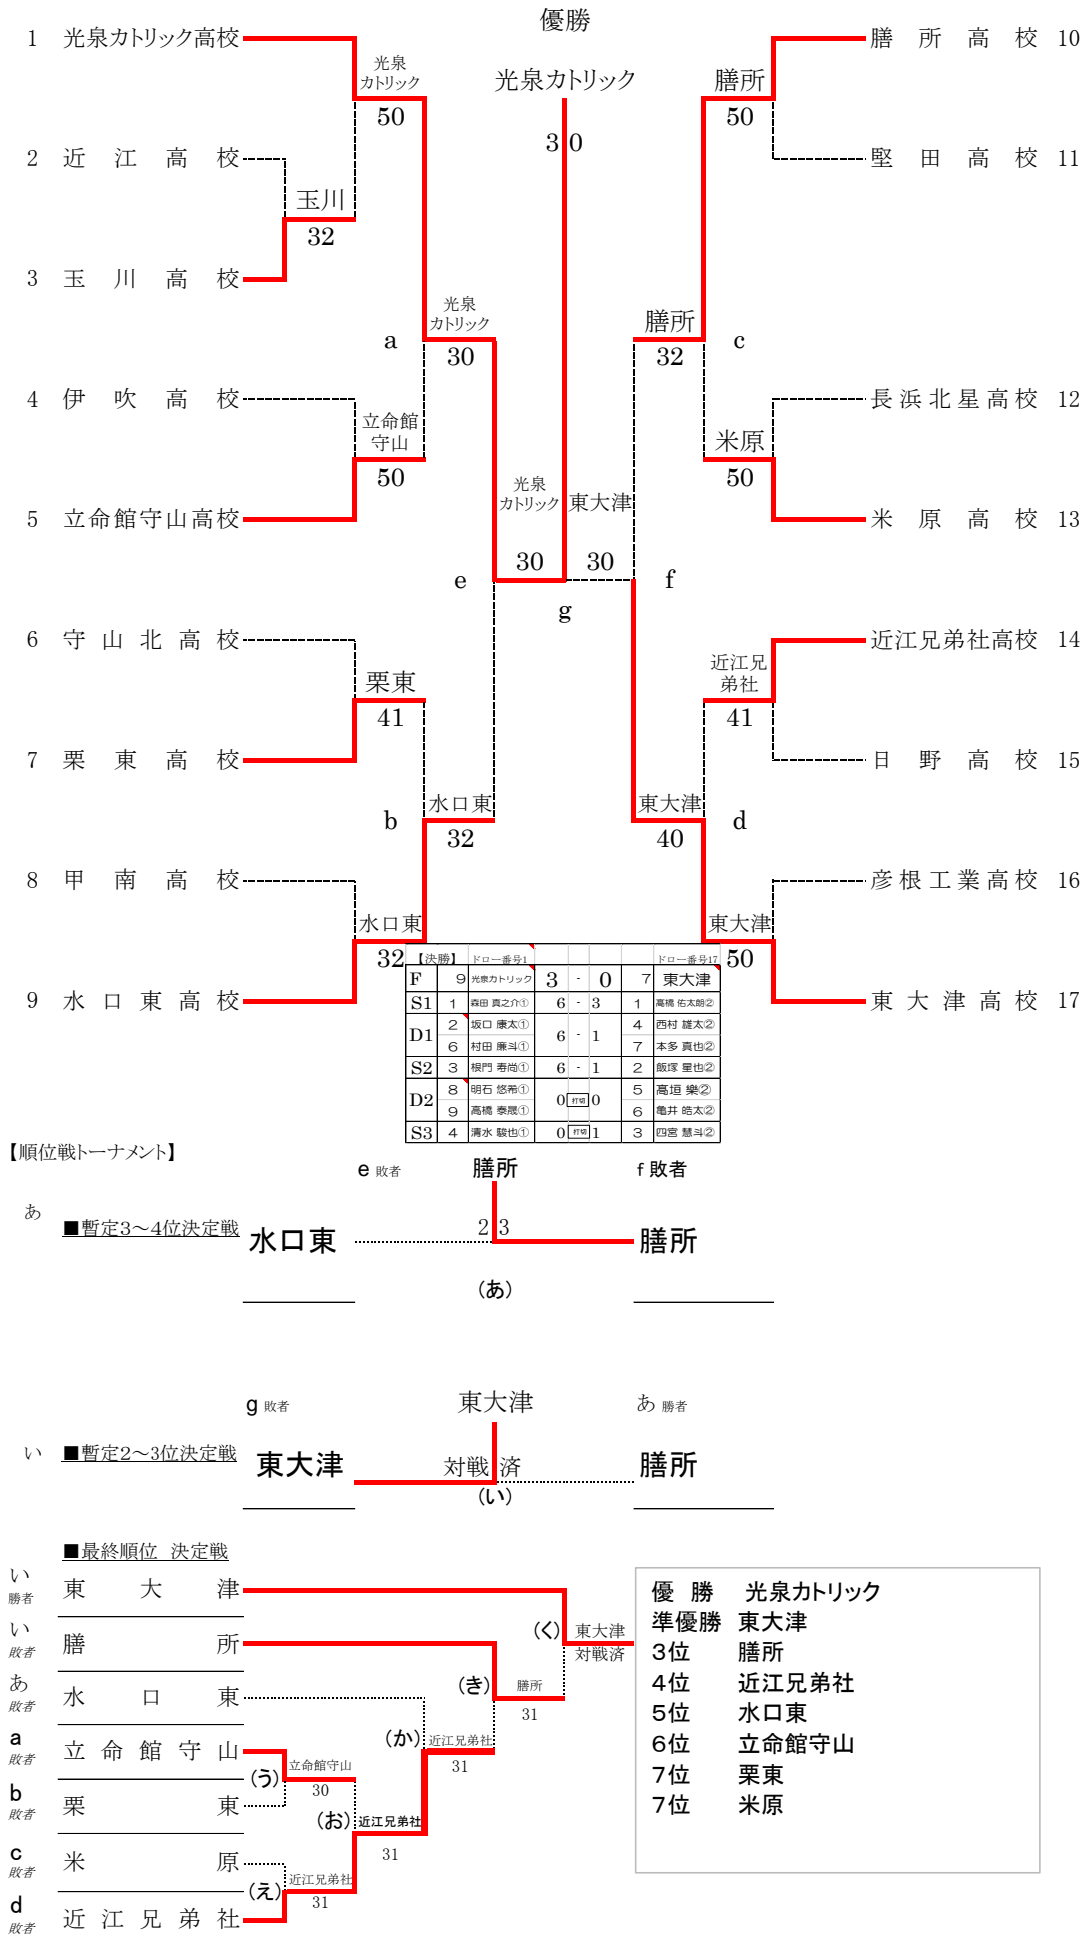 優勝
1 光泉カトリック高校
膳所高校 10
光泉
カトリック
50
光泉カトリック
30
膳所
50
2 近江高校
堅田高校 11
玉川
32
3 玉川高校
光泉
カトリック
30
a
膳所
32
c
4 伊吹高校
長浜北星高校 12
立命館
守山
50
米原
50
5 立命館守山高校
米原高校 13
光泉
カトリック
30
東大津
30
e
f
g
6 守山北高校
近江兄弟社高校 14
栗東
41
近江兄
弟社
41
7 栗東高校
日野高校 15
水口東
32
b
東大津
40
d
8 甲南高校
彦根工業高校 16
水口東
32
東大津
50
9 水口東高校
東大津高校 17
【決勝】 ドロー番号1 ドロー番号17
F 9 光泉カトリック 3 - 0 7 東大津
S1 1 森田 真之介① 6 - 3 1 高橋 佑太朗②
D1 2 坂口 康太① 6 - 1 4 西村 雄太②
6 村田 廉斗① 7 本多 真也②
S2 3 根門 寿尚① 6 - 1 2 飯塚 星也②
D2 8 明石 悠希① 0 打切 0 5 高垣 樂②
9 高橋 泰晟① 6 亀井 皓太②
S3 4 清水 駿也① 0 打切 1 3 四宮 慧斗②
【順位戦トーナメント】
e 敗者 膳所 f 敗者
あ
■暫定3～4位決定戦 水口東 23 膳所
(あ)
g 敗者 東大津 あ 勝者
い ■暫定2～3位決定戦 東大津 対戦済 膳所
(い)
■最終順位 決定戦
い
勝者 東大津
い
敗者 膳所
(く) 東大津
対戦済
あ
敗者 水口東
(き) 膳所
31
a
敗者 立命館守山
(か) 近江兄弟社
31
(う) 立命館守山
30
b
敗者 栗東
(お) 近江兄弟社
31
c
敗者 米原
(え) 近江兄弟社
31
d
敗者 近江兄弟社
優 勝 光泉カトリック
準優勝 東大津
3位 膳所
4位 近江兄弟社
5位 水口東
6位 立命館守山
7位 栗東
7位 米原